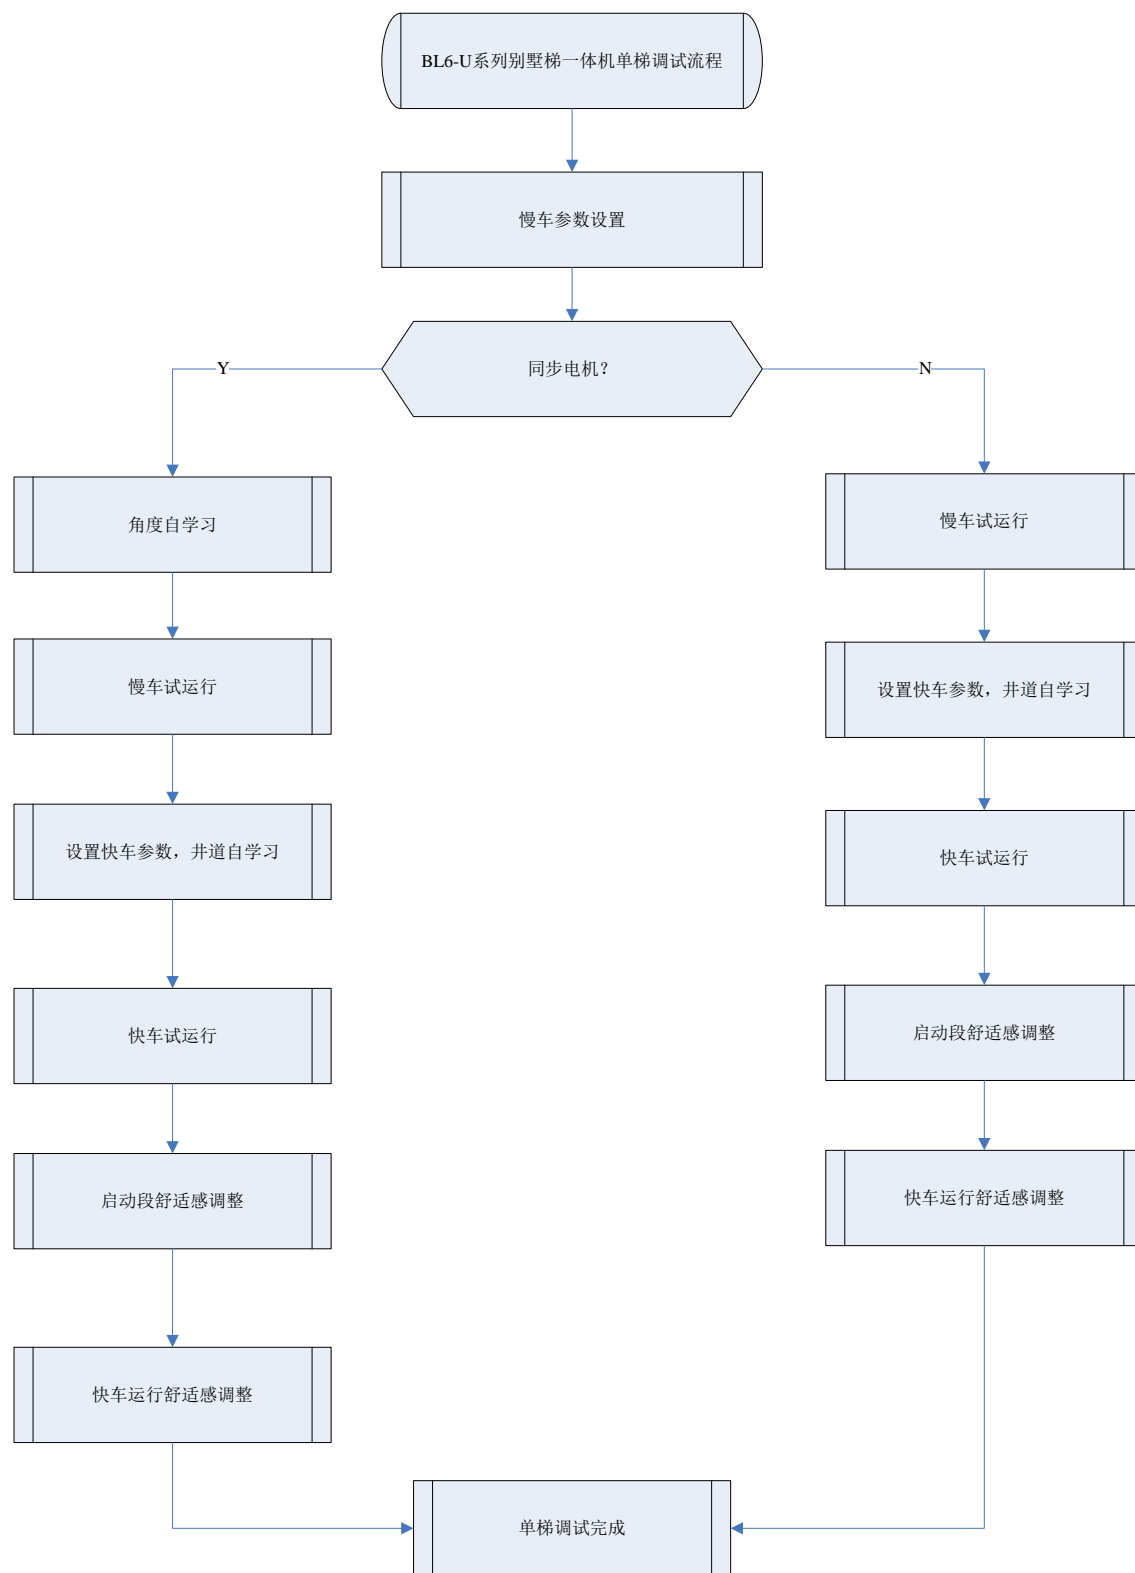 BL6-U系列别墅梯一体机单梯调试流程
慢车参数设置
同步电机？
Y
N
角度自学习
慢车试运行
设置快车参数，井道自学习
快车试运行
启动段舒适感调整
快车运行舒适感调整
慢车试运行
设置快车参数，井道自学习
快车试运行
启动段舒适感调整
快车运行舒适感调整
单梯调试完成